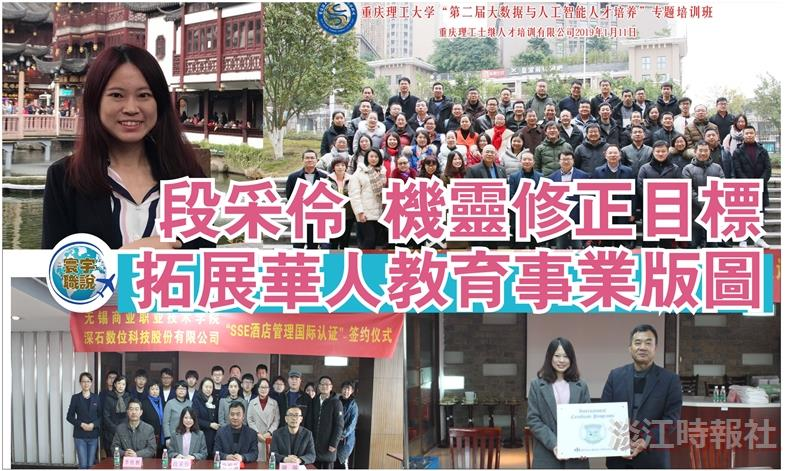 重庆理工大学“第二届大数据与人工智能人才培养”专题培训班
重庆理工士继人才培训有限公司2019年1月11日
段采伶 機靈修正目標
寰宇職說
拓展華人教育事業版圖
无锡商业职业技术学院
深石数位科技股份有限公司
“SSE酒店管理国际认证”签约仪式
International
Certificate Programs
淡江時報社